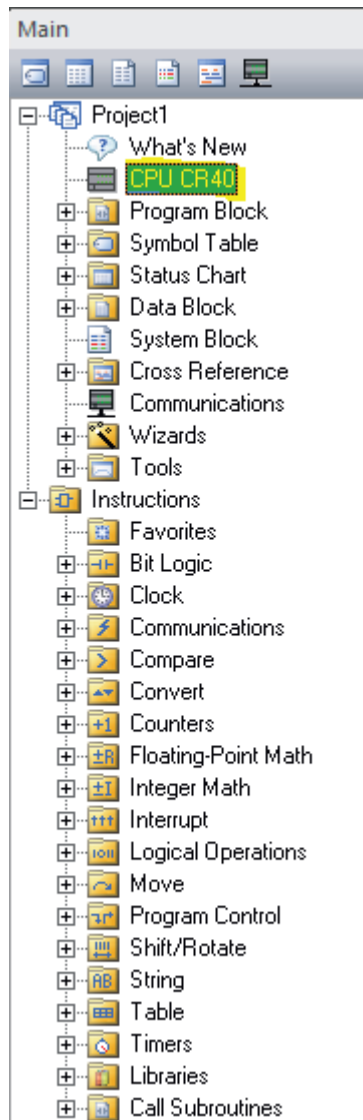 Main
Project1
What's New
CPU CR40
Program Block
Symbol Table
Status Chart
Data Block
System Block
Cross Reference
Communications
Wizards
Tools
Instructions
Favorites
Bit Logic
Clock
Communications
Compare
Convert
Counters
Floating-Point Math
Integer Math
Interrupt
Logical Operations
Move
Program Control
Shift/Rotate
String
Table
Timers
Libraries
Call Subroutines